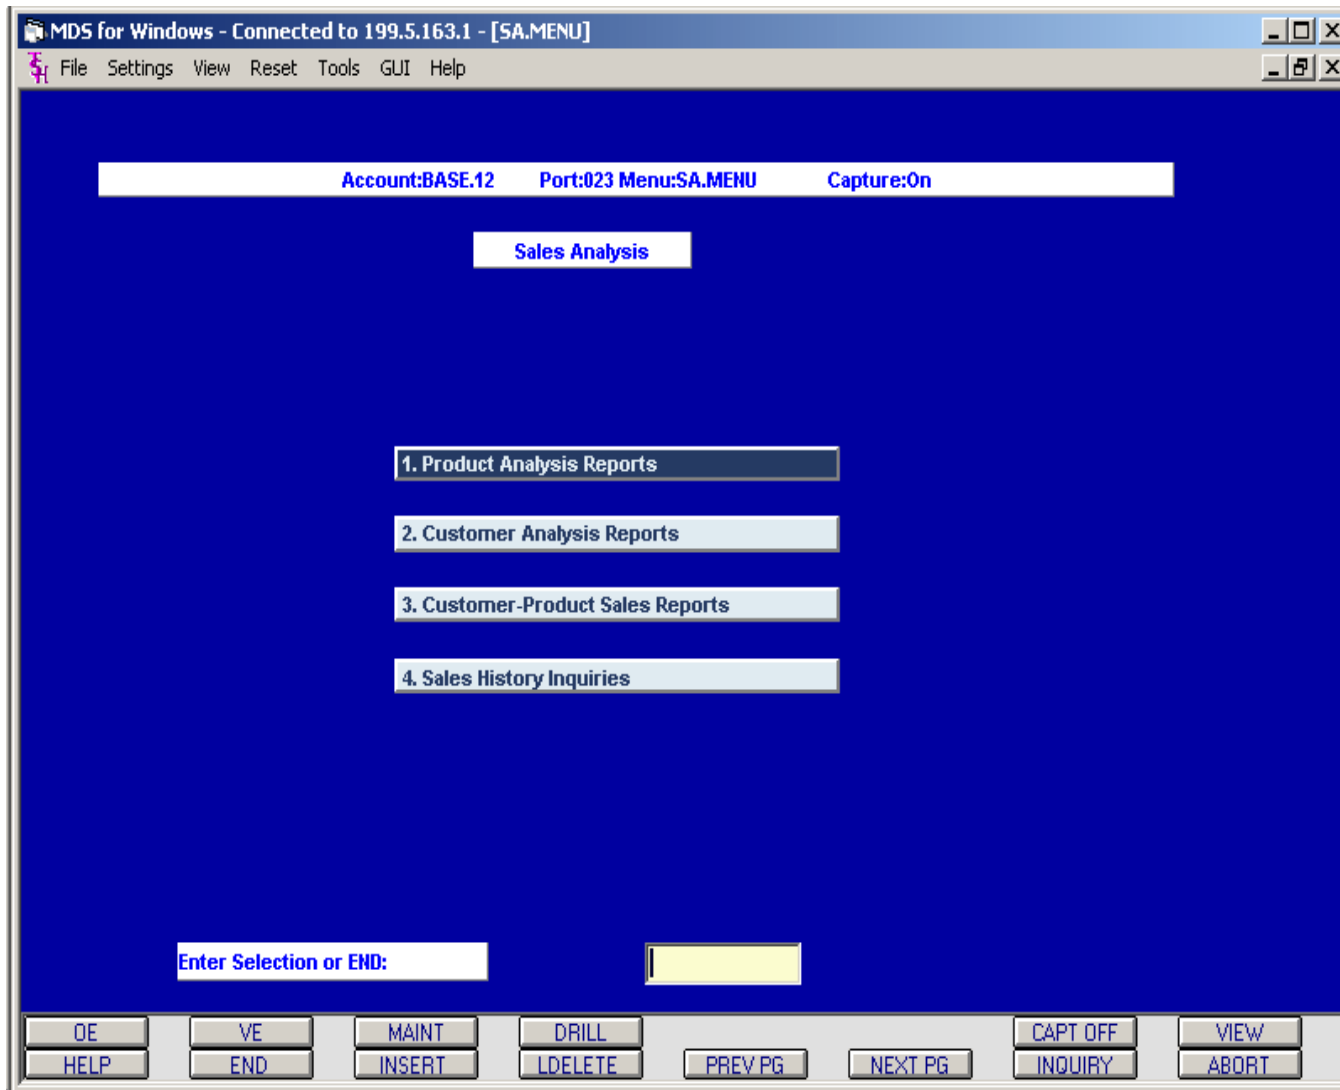 MDS for Windows - Connected to 199.5.163.1 - [SA.MENU]
TSH File Settings View Reset Tools GUI Help
Account:BASE.12 Port:023 Menu:SA.MENU Capture:On
Sales Analysis
1. Product Analysis Reports
2. Customer Analysis Reports
3. Customer-Product Sales Reports
4. Sales History Inquiries
Enter Selection or END:
OE VE MAINT DRILL CAPT OFF VIEW
HELP END INSERT LDELETE PREV PG NEXT PG INQUIRY ABORT